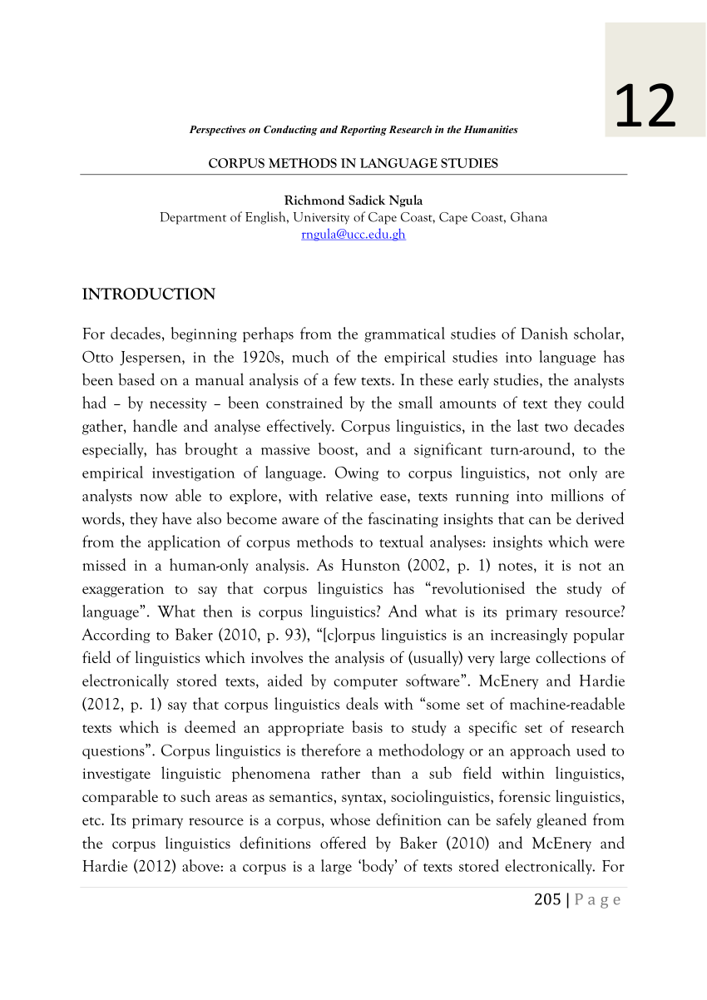 12
Perspectives on Conducting and Reporting Research in the Humanities
CORPUS METHODS IN LANGUAGE STUDIES
Richmond Sadick Ngula
Department of English, University of Cape Coast, Cape Coast, Ghana
rngula@ucc.edu.gh
INTRODUCTION
For decades, beginning perhaps from the grammatical studies of Danish scholar,
Otto Jespersen, in the 1920s, much of the empirical studies into language has
been based on a manual analysis of a few texts. In these early studies, the analysts
had – by necessity – been constrained by the small amounts of text they could
gather, handle and analyse effectively. Corpus linguistics, in the last two decades
especially, has brought a massive boost, and a significant turn-around, to the
empirical investigation of language. Owing to corpus linguistics, not only are
analysts now able to explore, with relative ease, texts running into millions of
words, they have also become aware of the fascinating insights that can be derived
from the application of corpus methods to textual analyses: insights which were
missed in a human-only analysis. As Hunston (2002, p. 1) notes, it is not an
exaggeration to say that corpus linguistics has “revolutionised the study of
language”. What then is corpus linguistics? And what is its primary resource?
According to Baker (2010, p. 93), “[c]orpus linguistics is an increasingly popular
field of linguistics which involves the analysis of (usually) very large collections of
electronically stored texts, aided by computer software”. McEnery and Hardie
(2012, p. 1) say that corpus linguistics deals with “some set of machine-readable
texts which is deemed an appropriate basis to study a specific set of research
questions”. Corpus linguistics is therefore a methodology or an approach used to
investigate linguistic phenomena rather than a sub field within linguistics,
comparable to such areas as semantics, syntax, sociolinguistics, forensic linguistics,
etc. Its primary resource is a corpus, whose definition can be safely gleaned from
the corpus linguistics definitions offered by Baker (2010) and McEnery and
Hardie (2012) above: a corpus is a large ‘body’ of texts stored electronically. For
205 | Page